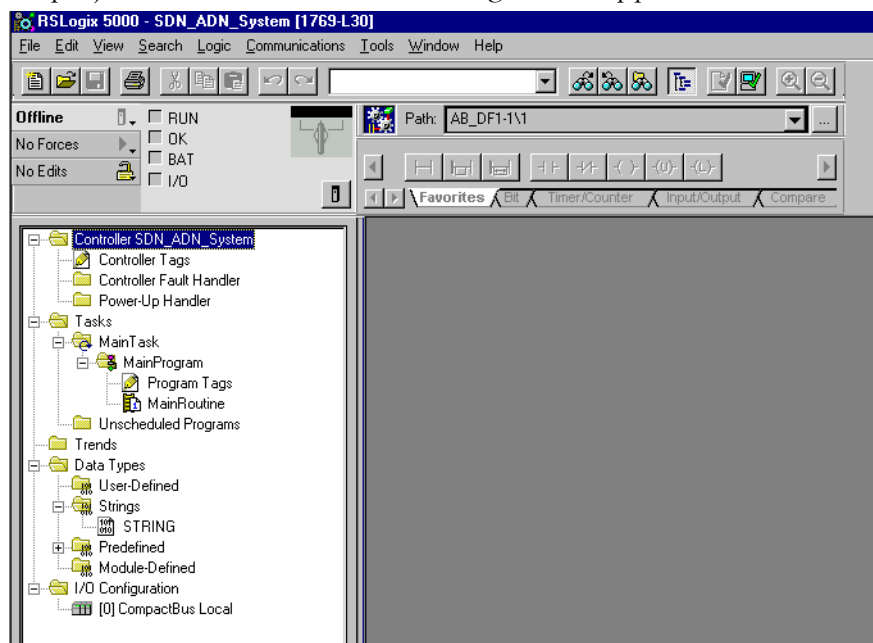 RSLogix 5000 - SDN_ADN_System [1769-L30]
File Edit View Search Logic Communications Tools Window Help
Offline RUN
No Forces OK
No Edits BAT
I/O
Path: AB_DF1-1\1
Favorites Bit Timer/Counter Input/Output Compare
Controller SDN_ADN_System
Controller Tags
Controller Fault Handler
Power-Up Handler
Tasks
MainTask
MainProgram
Program Tags
MainRoutine
Unscheduled Programs
Trends
Data Types
User-Defined
Strings
STRING
Predefined
Module-Defined
I/O Configuration
[0] CompactBus Local